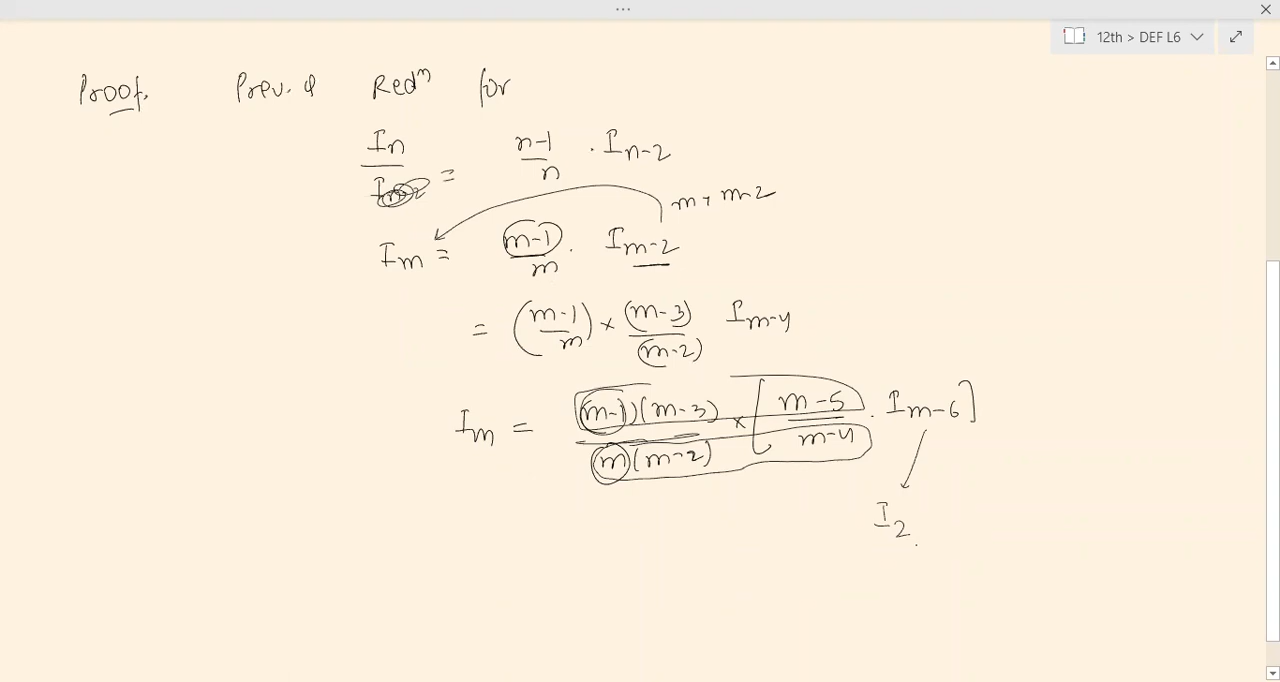 12th > DEF L6
Proof. Prev. Q Redⁿ for
Iₙ = n-1/n . Iₙ₋₂
m → m-2
Iₘ = m-1/m . Iₘ₋₂
= (m-1/m) × (m-3)/(m-2) Iₘ₋₄
Iₘ = (m-1)(m-3)/m(m-2) × [m-5/m-4 . Iₘ₋₆]
I₂